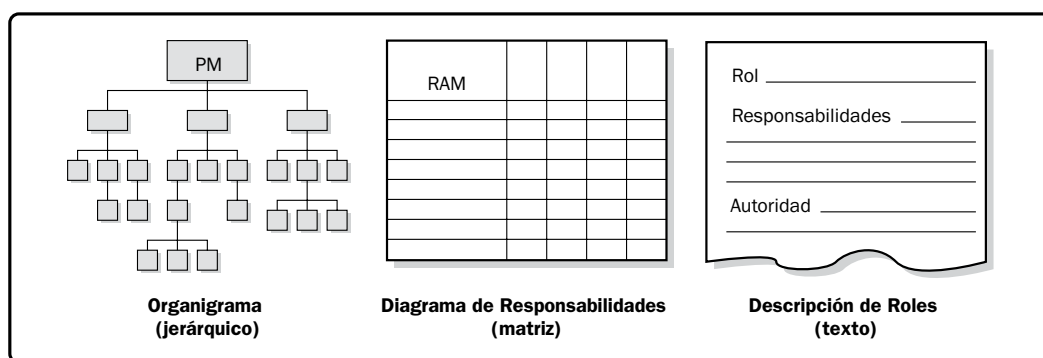 PM
RAM
Rol
Responsabilidades
Autoridad
Organigrama
(jerárquico)
Diagrama de Responsabilidades
(matriz)
Descripción de Roles
(texto)